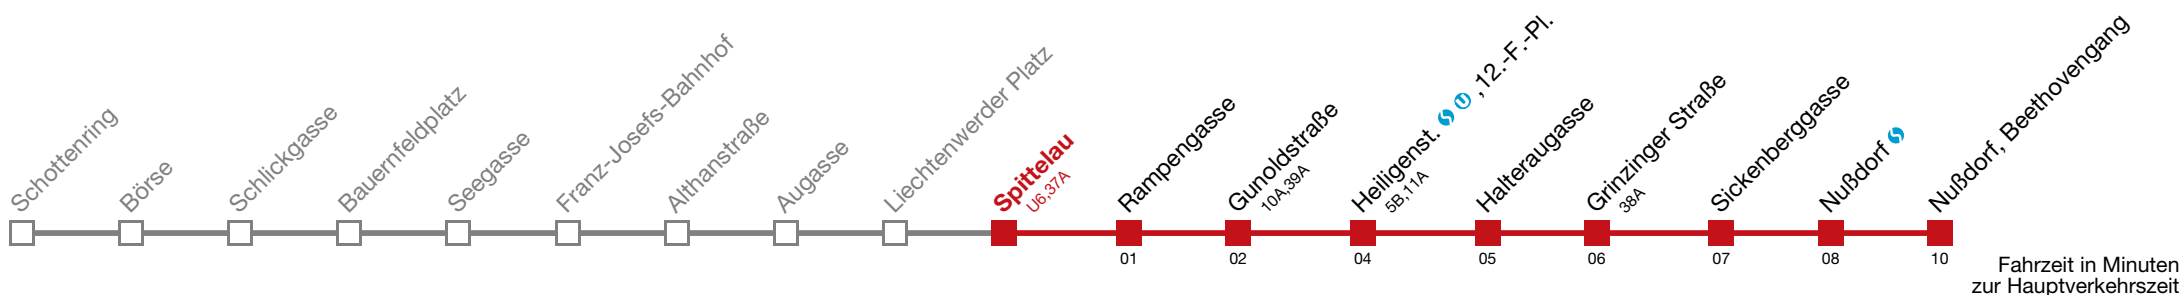 Schottenring
Börse
Schlickgasse
Bauernfeldplatz
Seegasse
Franz-Josefs-Bahnhof
Althanstraße
Augasse
Liechtenwerder Platz
Spittelau
U6,37A
Rampengasse
01
Gunoldstraße
10A,39A
02
Heiligenst. S U , 12.-F.-Pl.
5B,11A
04
Halteraugasse
05
Grinzinger Straße
38A
06
Sickenberggasse
07
Nußdorf S
08
Nußdorf, Beethovengang
10
Fahrzeit in Minuten
zur Hauptverkehrszeit